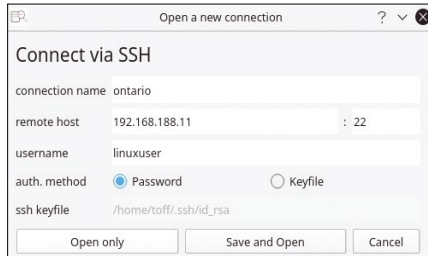 Open a new connection
Connect via SSH
connection name ontario
remote host 192.168.188.11 : 22
username linuxuser
auth. method Password Keyfile
ssh keyfile /home/toff/.ssh/id_rsa
Open only Save and Open Cancel